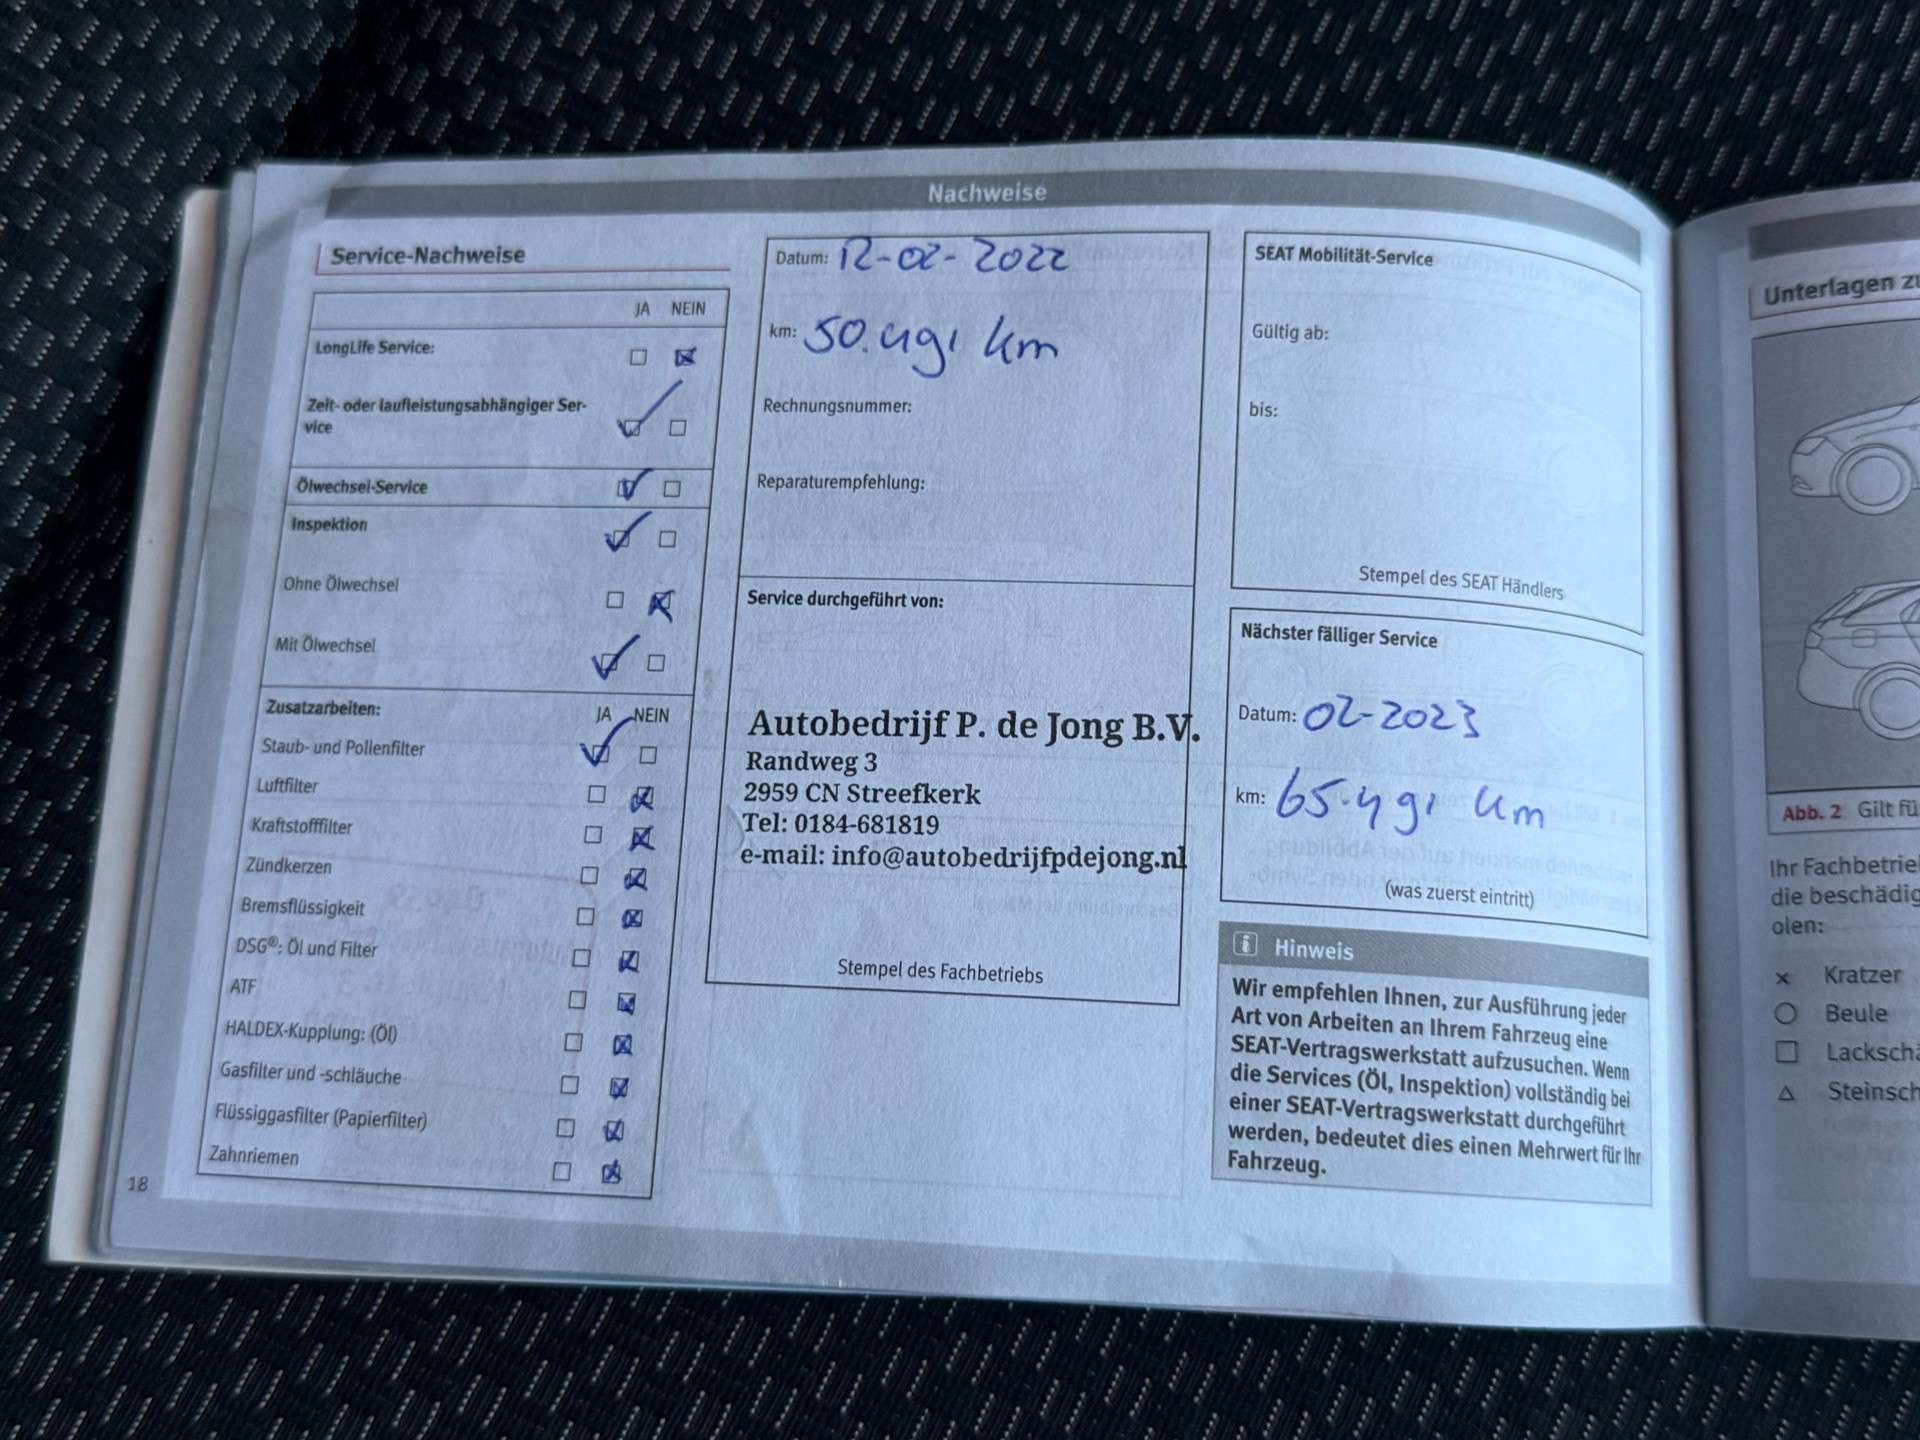 Nachweise
Service-Nachweise
JA NEIN
LongLife Service:
Zeit- oder laufleistungsabhängiger Ser-
vice
Ölwechsel-Service
Inspektion
Ohne Ölwechsel
Mit Ölwechsel
Zusatzarbeiten: JA NEIN
Staub- und Pollenfilter
Luftfilter
Kraftstofffilter
Zündkerzen
Bremsflüssigkeit
DSG®: Öl und Filter
ATF
HALDEX-Kupplung: (Öl)
Gasfilter und -schläuche
Flüssiggasfilter (Papierfilter)
Zahnriemen
18
Datum: 12-02-2022
km: 50.491 km
Rechnungsnummer:
Reparaturempfehlung:
Service durchgeführt von:
Autobedrijf P. de Jong B.V.
Randweg 3
2959 CN Streefkerk
Tel: 0184-681819
e-mail: info@autobedrijfpdejong.nl
Stempel des Fachbetriebs
SEAT Mobilität-Service
Gültig ab:
bis:
Stempel des SEAT Händlers
Nächster fälliger Service
Datum: 02-2023
km: 65.491 km
(was zuerst eintritt)
i Hinweis
Wir empfehlen Ihnen, zur Ausführung jeder
Art von Arbeiten an Ihrem Fahrzeug eine
SEAT-Vertragswerkstatt aufzusuchen. Wenn
die Services (Öl, Inspektion) vollständig bei
einer SEAT-Vertragswerkstatt durchgeführt
werden, bedeutet dies einen Mehrwert für Ihr
Fahrzeug.
Unterlagen zu
Abb. 2 Gilt fü
Ihr Fachbetrie
die beschädig
olen:
Kratzer
Beule
Lackschä
Steinsch